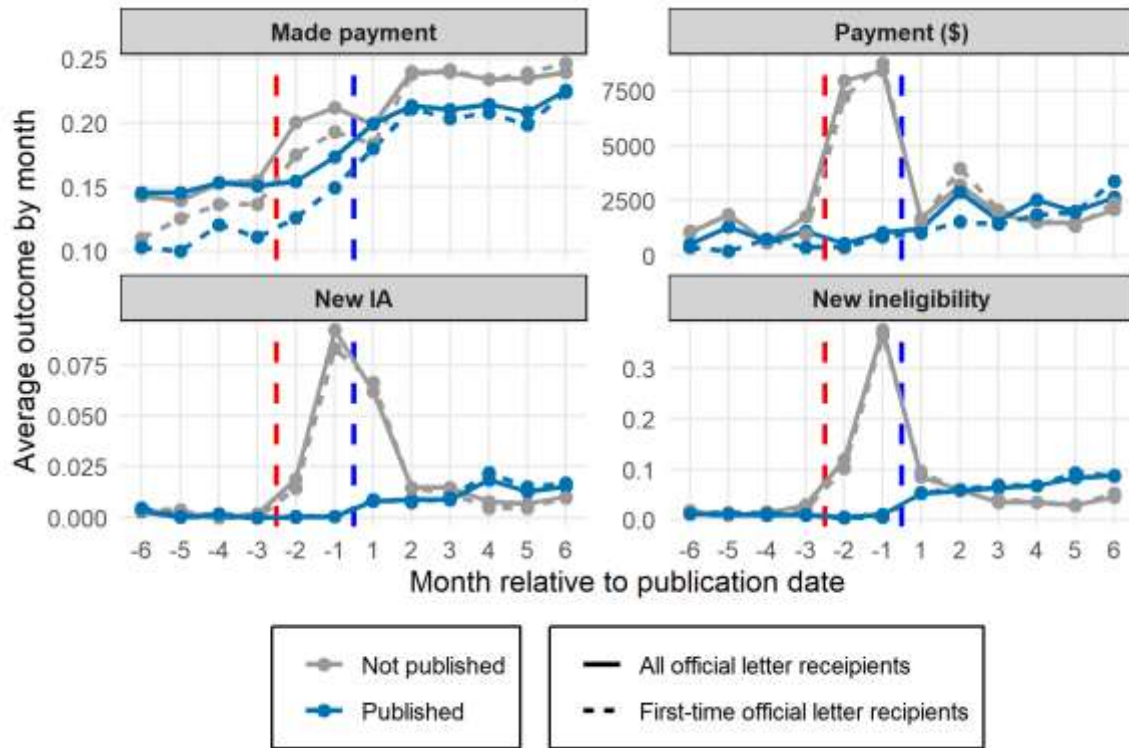 Made payment
Payment ($)
0.25
0.20
0.15
0.10
7500
5000
2500
0
New IA
New ineligibility
0.075
0.050
0.025
0.000
0.3
0.2
0.1
0.0
-6 -5 -4 -3 -2 -1 1 2 3 4 5 6
-6 -5 -4 -3 -2 -1 1 2 3 4 5 6
Average outcome by month
Month relative to publication date
Not published
Published
All official letter receipients
First-time official letter recipients